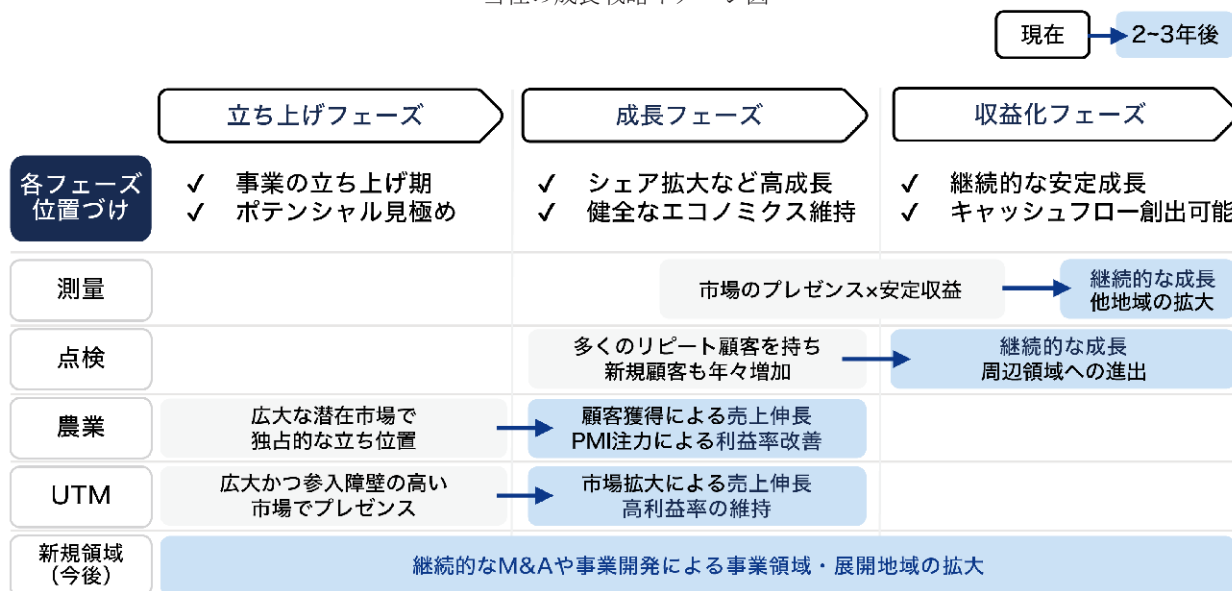 現在
2~3年後
立ち上げフェーズ
成長フェーズ
収益化フェーズ
各フェーズ
位置づけ
✓ 事業の立ち上げ期
✓ ポテンシャル見極め
✓ シェア拡大など高成長
✓ 健全なエコノミクス維持
✓ 継続的な安定成長
✓ キャッシュフロー創出可能
測量
市場のプレゼンス×安定収益
継続的な成長
他地域の拡大
点検
多くのリピート顧客を持ち
新規顧客も年々増加
継続的な成長
周辺領域への進出
農業
広大な潜在市場で
独占的な立ち位置
顧客獲得による売上伸長
PMI注力による利益率改善
UTM
広大かつ参入障壁の高い
市場でプレゼンス
市場拡大による売上伸長
高利益率の維持
新規領域
(今後)
継続的なM&Aや事業開発による事業領域・展開地域の拡大